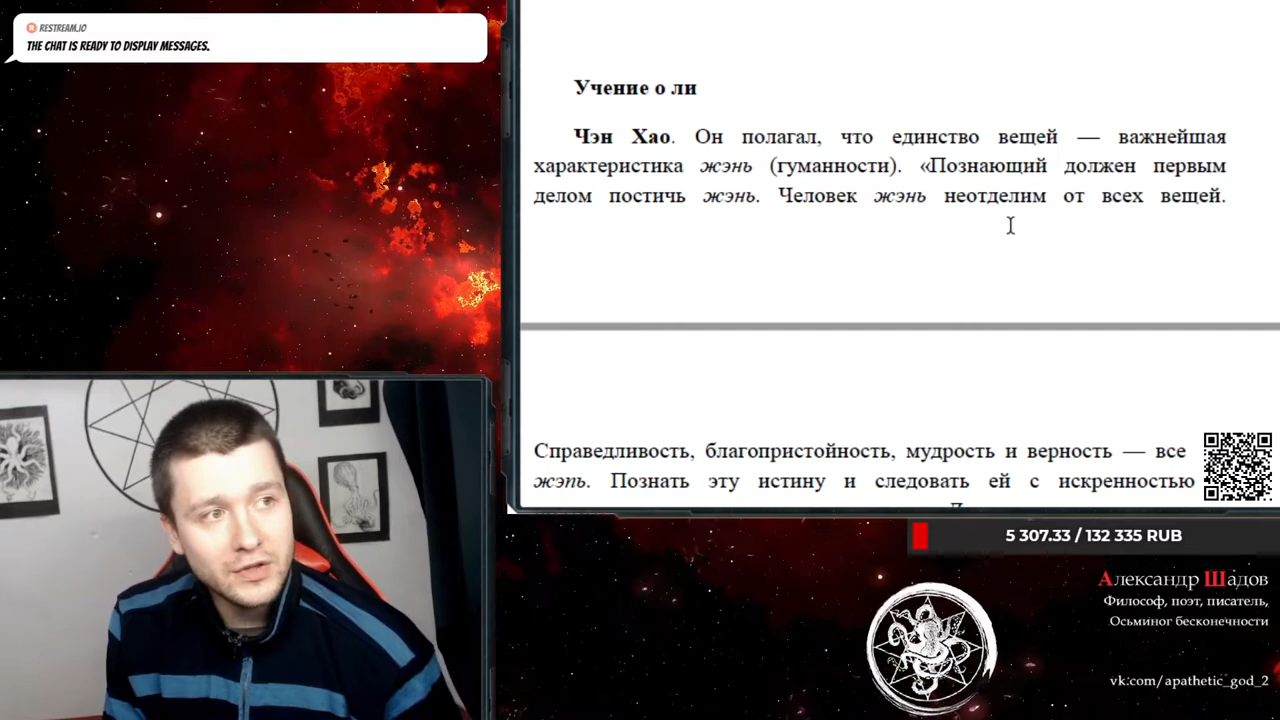 RESTREAM.IO
THE CHAT IS READY TO DISPLAY MESSAGES.
Учение о ли
Чэн Хао. Он полагал, что единство вещей — важнейшая
характеристика жэнь (гуманности). «Познающий должен первым
делом постичь жэнь. Человек жэнь неотделим от всех вещей.
Справедливость, благопристойность, мудрость и верность — все
жэпь. Познать эту истину и следовать ей с искренностью
5 307.33 / 132 335 RUB
Александр Шадов
Философ, поэт, писатель,
Осьминог бесконечности
vk.com/apathetic_god_2